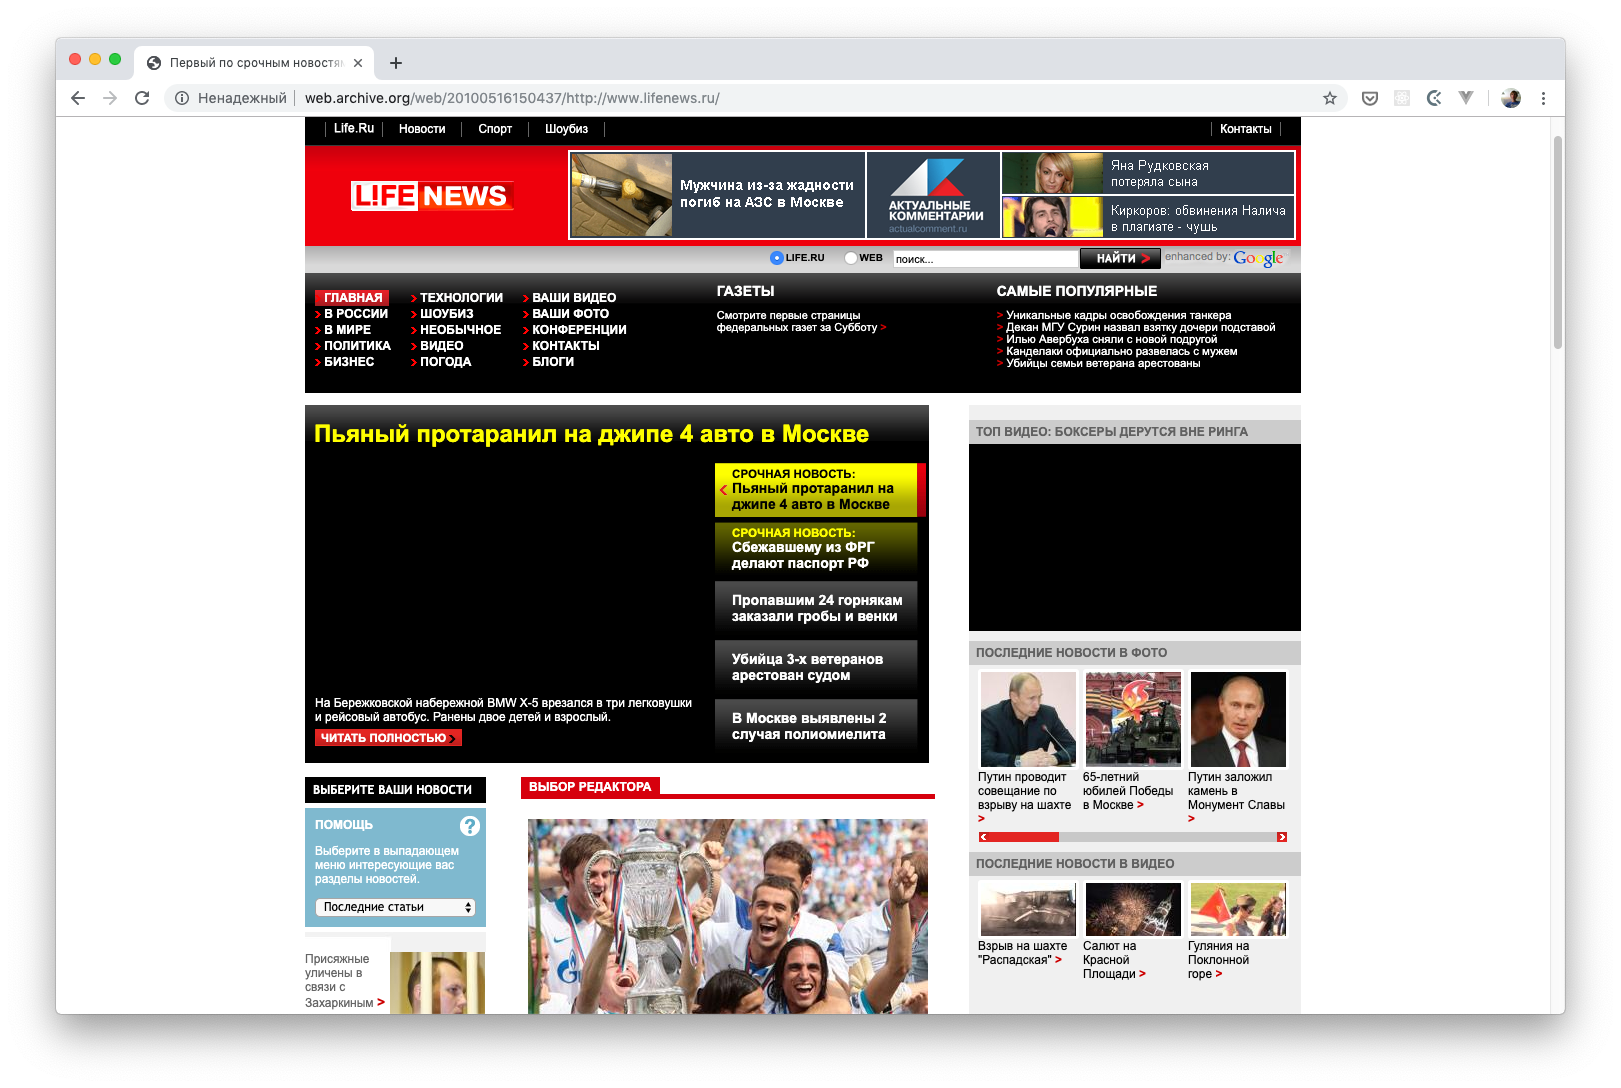 Первый по срочным новостям
Ненадежный
web.archive.org/web/20100516150437/http://www.lifenews.ru/
Life.Ru
Новости
Спорт
Шоубиз
Контакты
L!FE NEWS
Мужчина из-за жадности
погиб на АЗС в Москве
АКТУАЛЬНЫЕ
КОММЕНТАРИИ
actualcomment.ru
Яна Рудковская
потеряла сына
Киркоров: обвинения Налича
в плагиате - чушь
LIFE.RU
WEB
поиск...
НАЙТИ >
enhanced by: Google
ГЛАВНАЯ
> В РОССИИ
> В МИРЕ
> ПОЛИТИКА
> БИЗНЕС
> ТЕХНОЛОГИИ
> ШОУБИЗ
> НЕОБЫЧНОЕ
> ВИДЕО
> ПОГОДА
> ВАШИ ВИДЕО
> ВАШИ ФОТО
> КОНФЕРЕНЦИИ
> КОНТАКТЫ
> БЛОГИ
ГАЗЕТЫ
Смотрите первые страницы
федеральных газет за Субботу >
САМЫЕ ПОПУЛЯРНЫЕ
> Уникальные кадры освобождения танкера
> Декан МГУ Сурин назвал взятку дочери подставой
> Илью Авербуха сняли с новой подругой
> Канделаки официально развелась с мужем
> Убийцы семьи ветерана арестованы
Пьяный протаранил на джипе 4 авто в Москве
СРОЧНАЯ НОВОСТЬ:
Пьяный протаранил на
джипе 4 авто в Москве
СРОЧНАЯ НОВОСТЬ:
Сбежавшему из ФРГ
делают паспорт РФ
Пропавшим 24 горнякам
заказали гробы и венки
Убийца 3-х ветеранов
арестован судом
В Москве выявлены 2
случая полиомиелита
На Бережковской набережной BMW X-5 врезался в три легковушки
и рейсовый автобус. Ранены двое детей и взрослый.
ЧИТАТЬ ПОЛНОСТЬЮ >
ТОП ВИДЕО: БОКСЕРЫ ДЕРУТСЯ ВНЕ РИНГА
ПОСЛЕДНИЕ НОВОСТИ В ФОТО
Путин проводит
совещание по
взрыву на шахте
>
65-летний
юбилей Победы
в Москве >
Путин заложил
камень в
Монумент Славы
>
ПОСЛЕДНИЕ НОВОСТИ В ВИДЕО
Взрыв на шахте
"Распадская" >
Салют на
Красной
Площади >
Гуляния на
Поклонной
горе >
ВЫБЕРИТЕ ВАШИ НОВОСТИ
ПОМОЩЬ
?
Выберите в выпадающем
меню интересующие вас
разделы новостей.
Последние статьи
Присяжные
уличены в
связи с
Захаркиным >
ВЫБОР РЕДАКТОРА